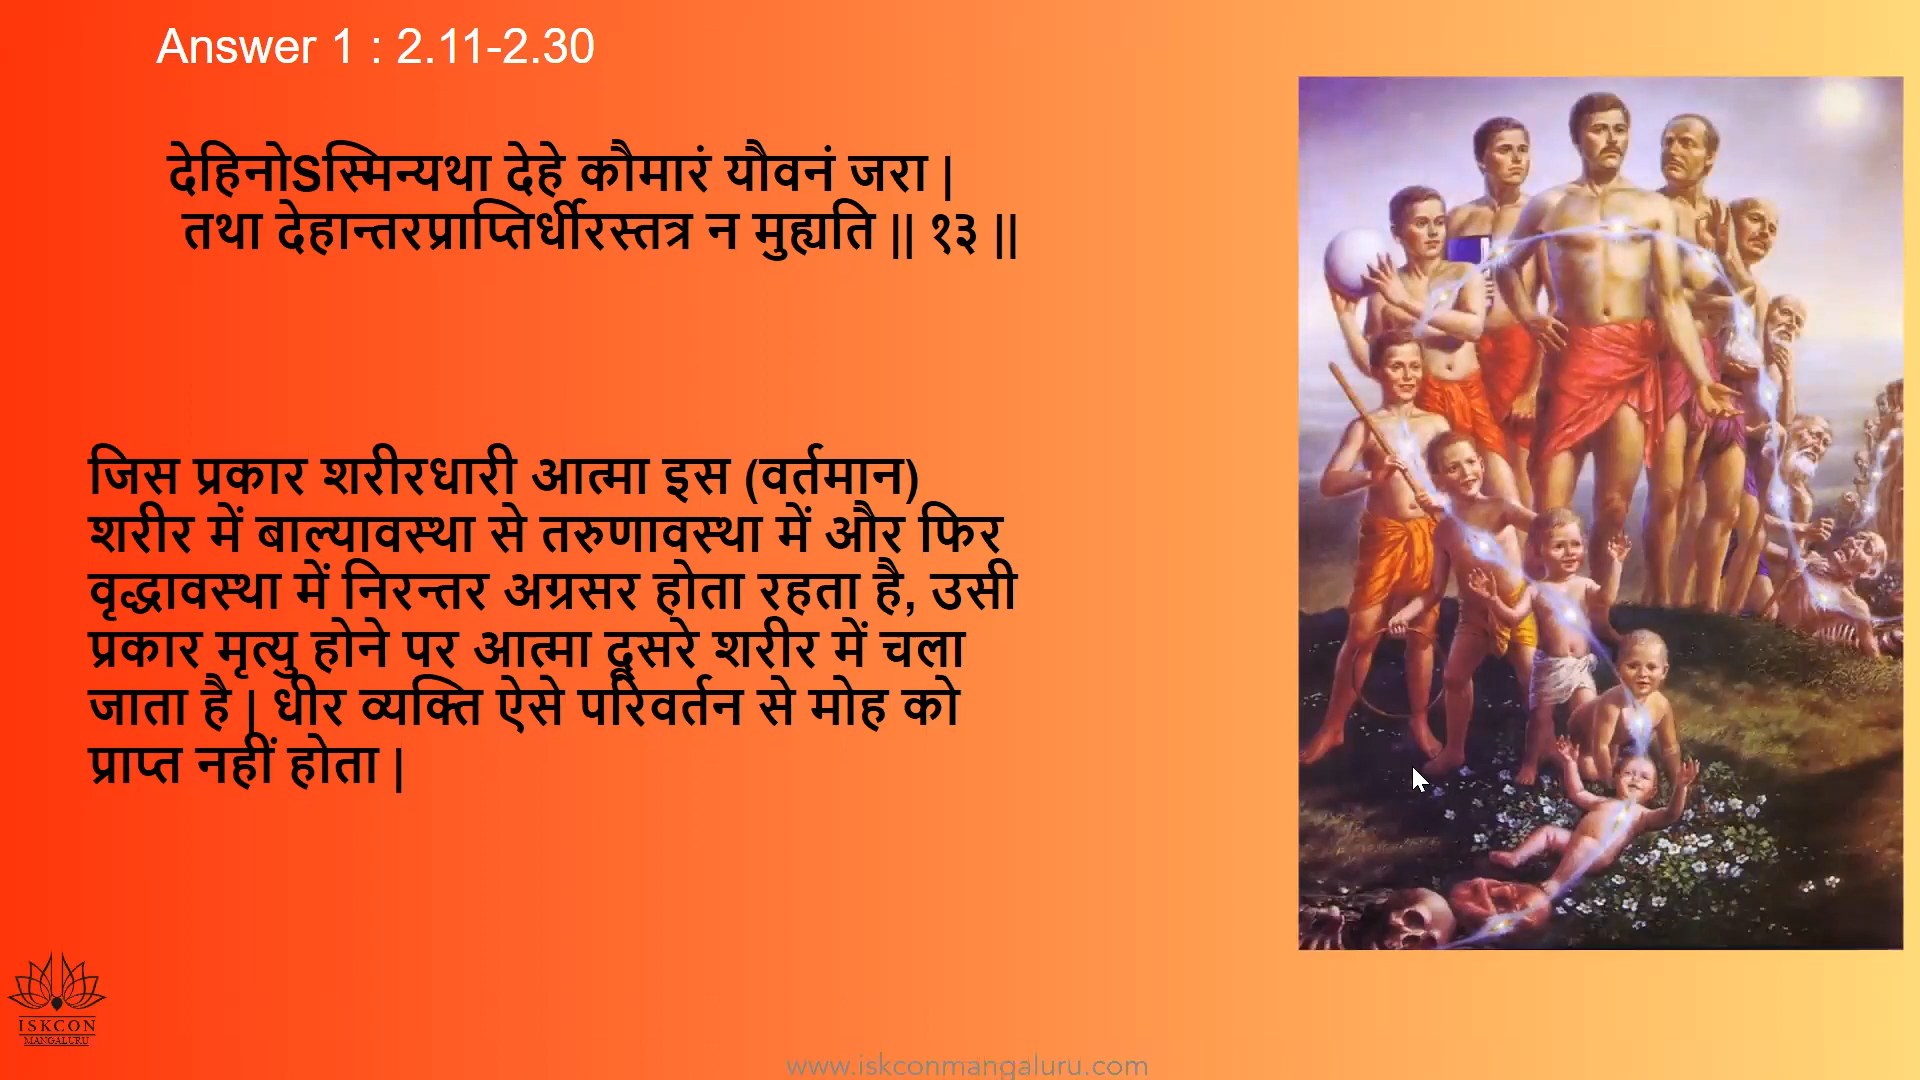 Answer 1 : 2.11-2.30
देहिनोSस्मिन्यथा देहे कौमारं यौवनं जरा |
तथा देहान्तरप्राप्तिर्धीरस्तत्र न मुह्यति || १३ ||
जिस प्रकार शरीरधारी आत्मा इस (वर्तमान)
शरीर में बाल्यावस्था से तरुणावस्था में और फिर
वृद्धावस्था में निरन्तर अग्रसर होता रहता है, उसी
प्रकार मृत्यु होने पर आत्मा दूसरे शरीर में चला
जाता है | धीर व्यक्ति ऐसे परिवर्तन से मोह को
प्राप्त नहीं होता |
ISKCON
MANGALURU
www.iskconmangaluru.com